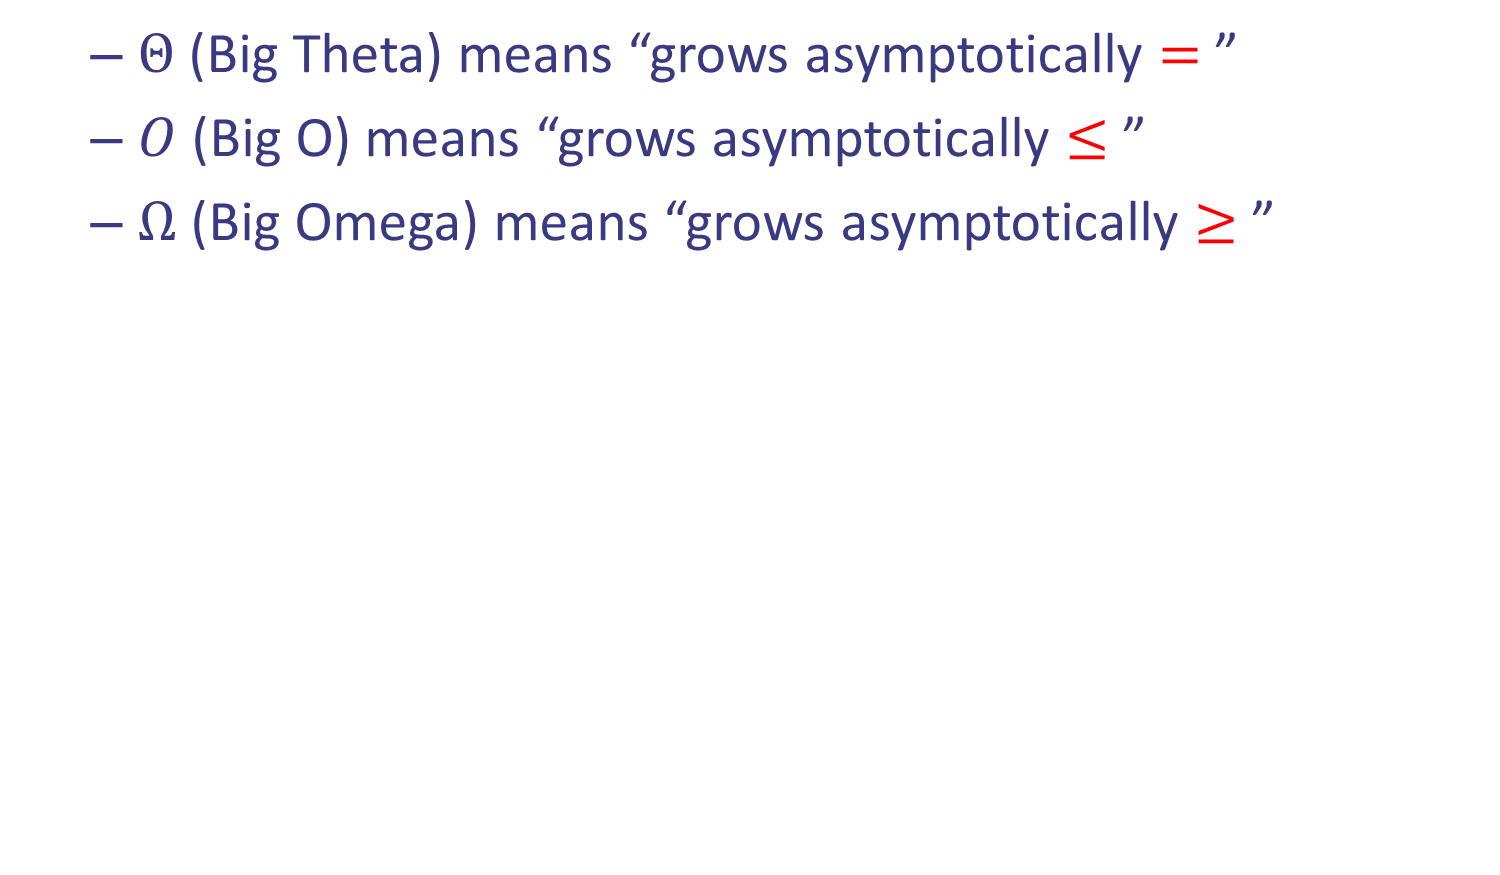 – Θ (Big Theta) means “grows asymptotically = ”
– O (Big O) means “grows asymptotically ≤ ”
– Ω (Big Omega) means “grows asymptotically ≥ ”